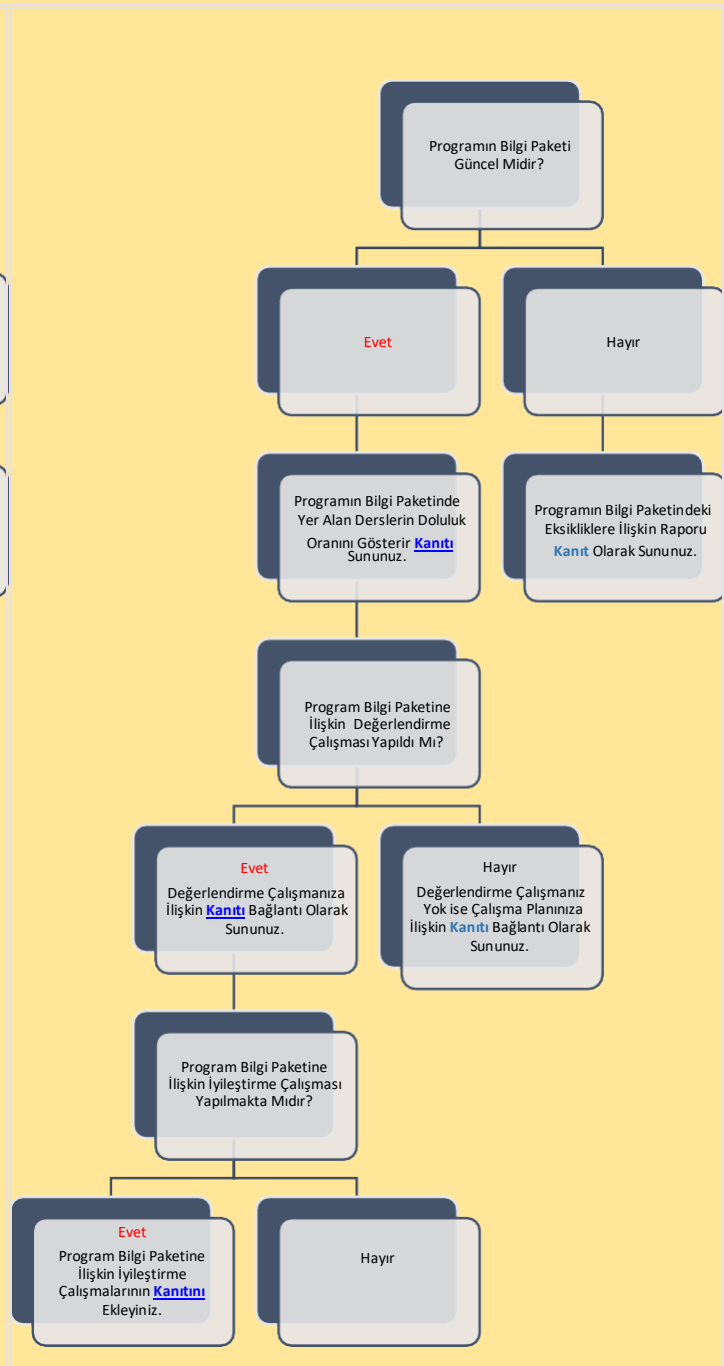 Programın Bilgi Paketi
Güncel Midir?
Evet
Hayır
Programın Bilgi Paketinde
Yer Alan Derslerin Doluluk
Oranını Gösterir Kanıtı
Sununuz.
Programın Bilgi Paketindeki
Eksikliklere İlişkin Raporu
Kanıt Olarak Sununuz.
Program Bilgi Paketine
İlişkin Değerlendirme
Çalışması Yapıldı Mı?
Evet
Değerlendirme Çalışmanıza
İlişkin Kanıtı Bağlantı Olarak
Sununuz.
Hayır
Değerlendirme Çalışmanız
Yok ise Çalışma Planınıza
İlişkin Kanıtı Bağlantı Olarak
Sununuz.
Program Bilgi Paketine
İlişkin İyileştirme Çalışması
Yapılmakta Mıdır?
Evet
Program Bilgi Paketine
İlişkin İyileştirme
Çalışmalarının Kanıtını
Ekleyiniz.
Hayır